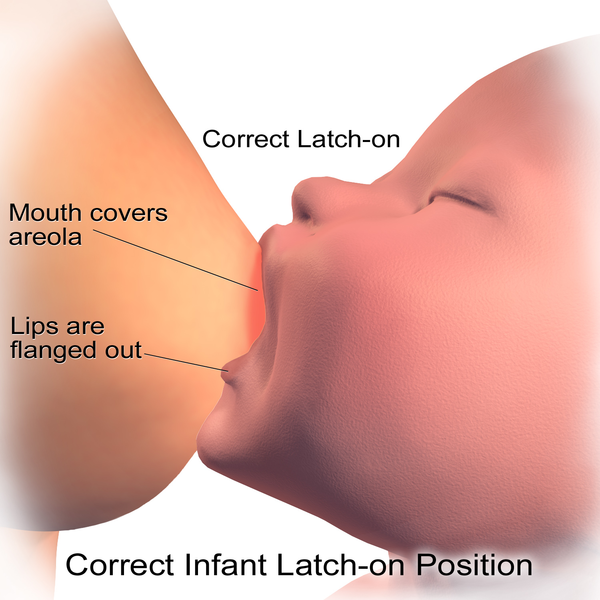 Correct Latch-on
Mouth covers
areola
Lips are
flanged out
Correct Infant Latch-on Position